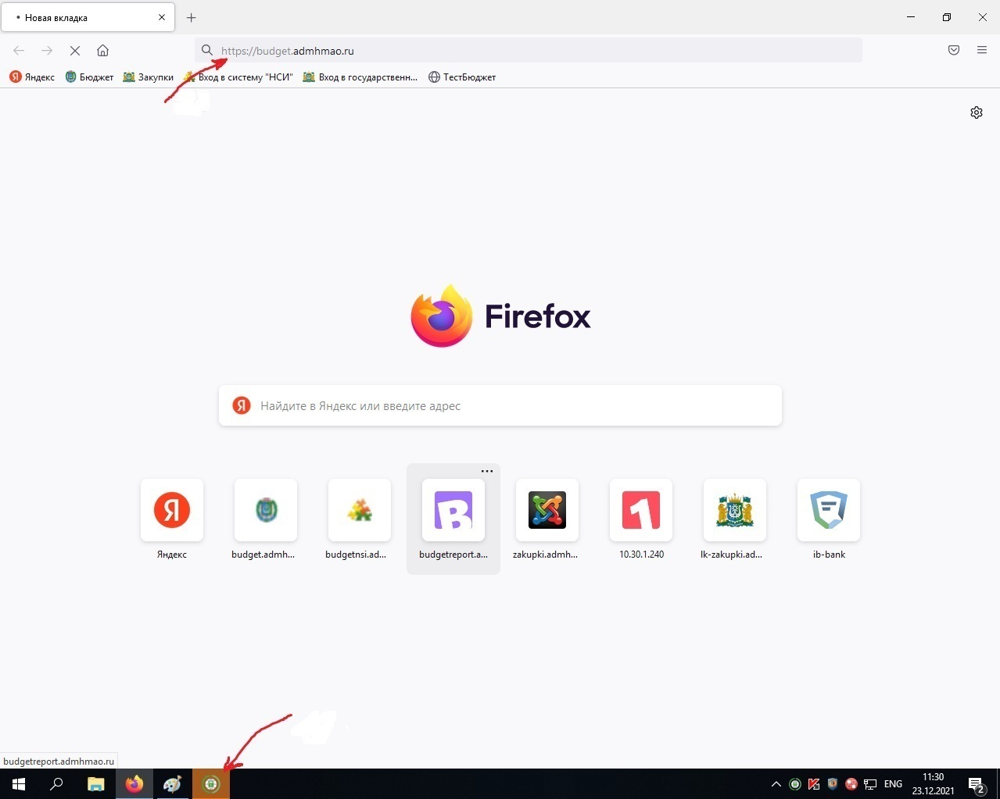 Новая вкладка
https://budget.admhmao.ru
Яндекс Бюджет Закупки Вход в систему "НСИ" Вход в государственн... ТестБюджет
Firefox
Найдите в Яндекс или введите адрес
Яндекс budget.admh... budgetnsi.ad... budgetreport.a... zakupki.admh... 10.30.1.240 lk-zakupki.ad... ib-bank
budgetreport.admhmao.ru
ENG
11:30
23.12.2021
2